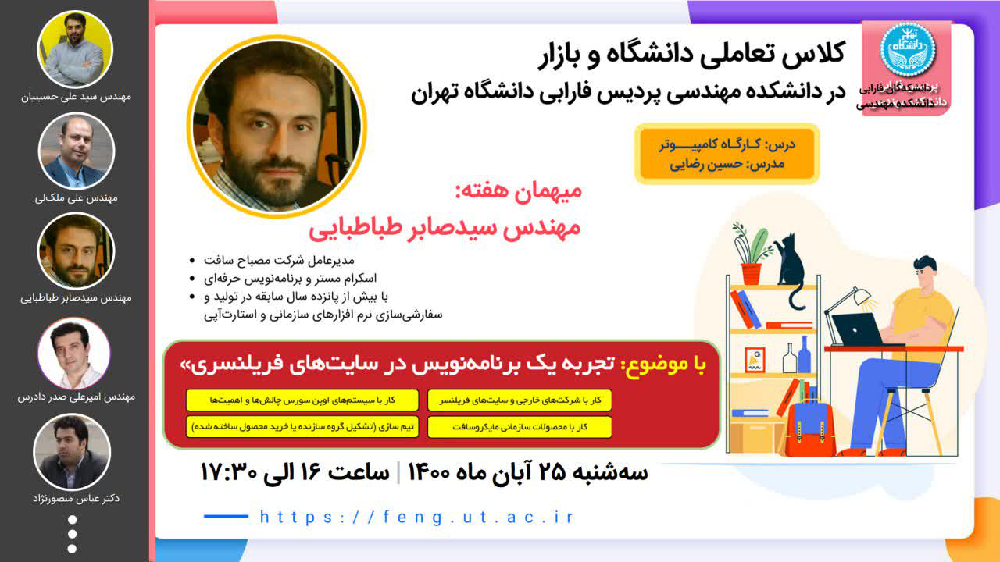 کلاس تعاملی دانشگاه و بازار
در دانشکده مهندسی پردیس فارابی دانشگاه تهران
دانشکدگان فارابی
دانشکده مهندسی
درس: کارگاه کامپیــــوتر
مدرس: حسین رضایی
میهمان هفته:
مهندس سیدصابر طباطبایی
• مدیرعامل شرکت مصباح سافت
• اسکرام مستر و برنامه‌نویس حرفه‌ای
• با بیش از پانزده سال سابقه در تولید و
سفارشی‌سازی نرم افزارهای سازمانی و استارت‌آپی
با موضوع: تجربه یک برنامه‌نویس در سایت‌های فریلنسری»
کار با شرکت‌های خارجی و سایت‌های فریلنسر
کار با سیستم‌های اوپن سورس چالش‌ها و اهمیت‌ها
کار با محصولات سازمانی مایکروسافت
تیم سازی (تشکیل گروه سازنده یا خرید محصول ساخته شده)
سه‌شنبه ۲۵ آبان ماه ۱۴۰۰ | ساعت ۱۶ الی ۱۷:۳۰
https://feng.ut.ac.ir
مهندس سید علی حسینیان
مهندس علی ملک‌لی
مهندس سیدصابر طباطبایی
مهندس امیرعلی صدر دادرس
دکتر عباس منصورنژاد